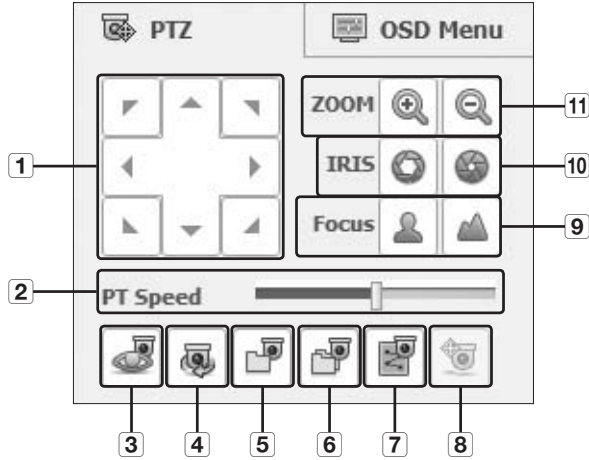 PTZ
OSD Menu
ZOOM
11
1
IRIS
10
Focus
9
2
PT Speed
3 4 5 6 7 8